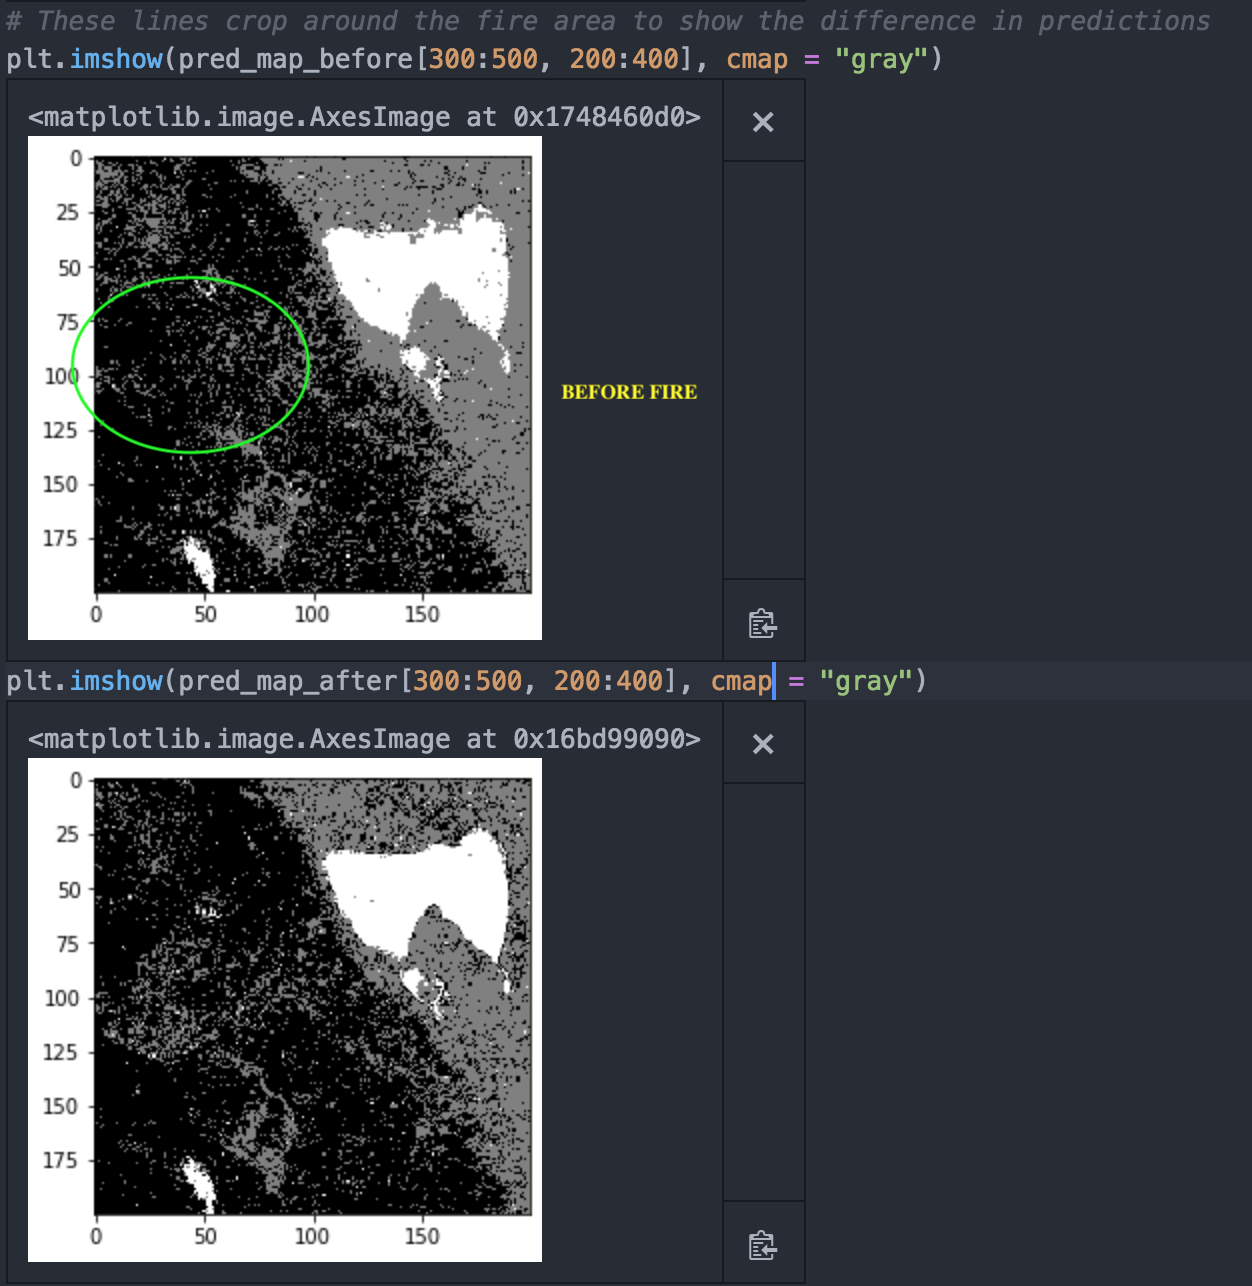 # These lines crop around the fire area to show the difference in predictions
plt.imshow(pred_map_before[300:500, 200:400], cmap = "gray")
<matplotlib.image.AxesImage at 0x1748460d0>
0
25
50
75
100
125
150
175
0 50 100 150
BEFORE FIRE
plt.imshow(pred_map_after[300:500, 200:400], cmap = "gray")
<matplotlib.image.AxesImage at 0x16bd99090>
0
25
50
75
100
125
150
175
0 50 100 150